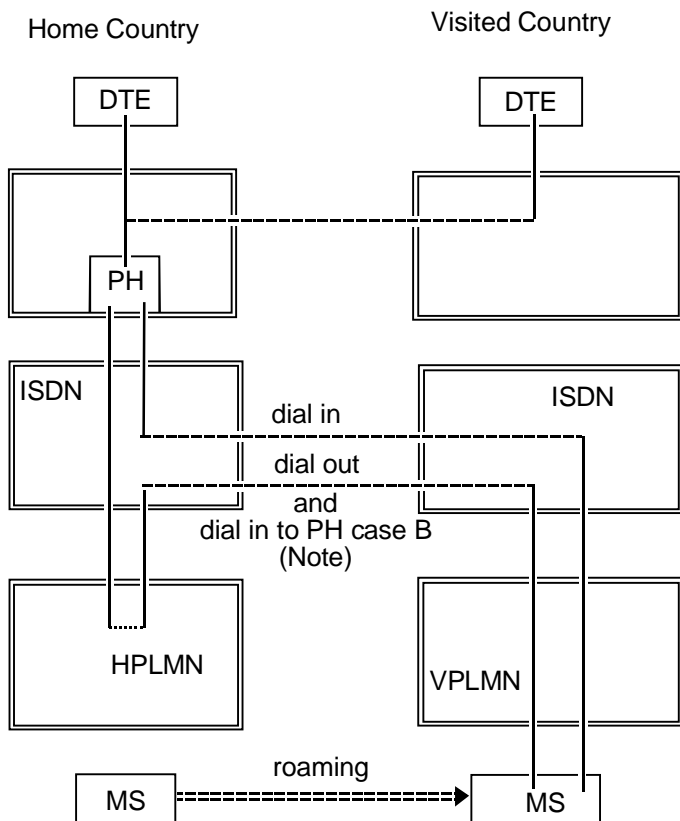 Home Country
Visited Country
DTE
DTE
PH
ISDN
ISDN
dial in
dial out
and
dial in to PH case B
(Note)
HPLMN
VPLMN
roaming
MS
MS